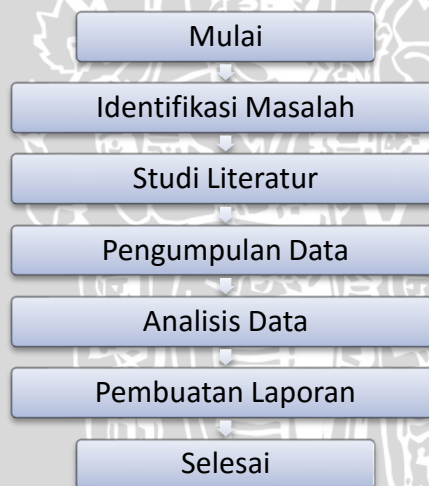 Mulai
Identifikasi Masalah
Studi Literatur
Pengumpulan Data
Analisis Data
Pembuatan Laporan
Selesai